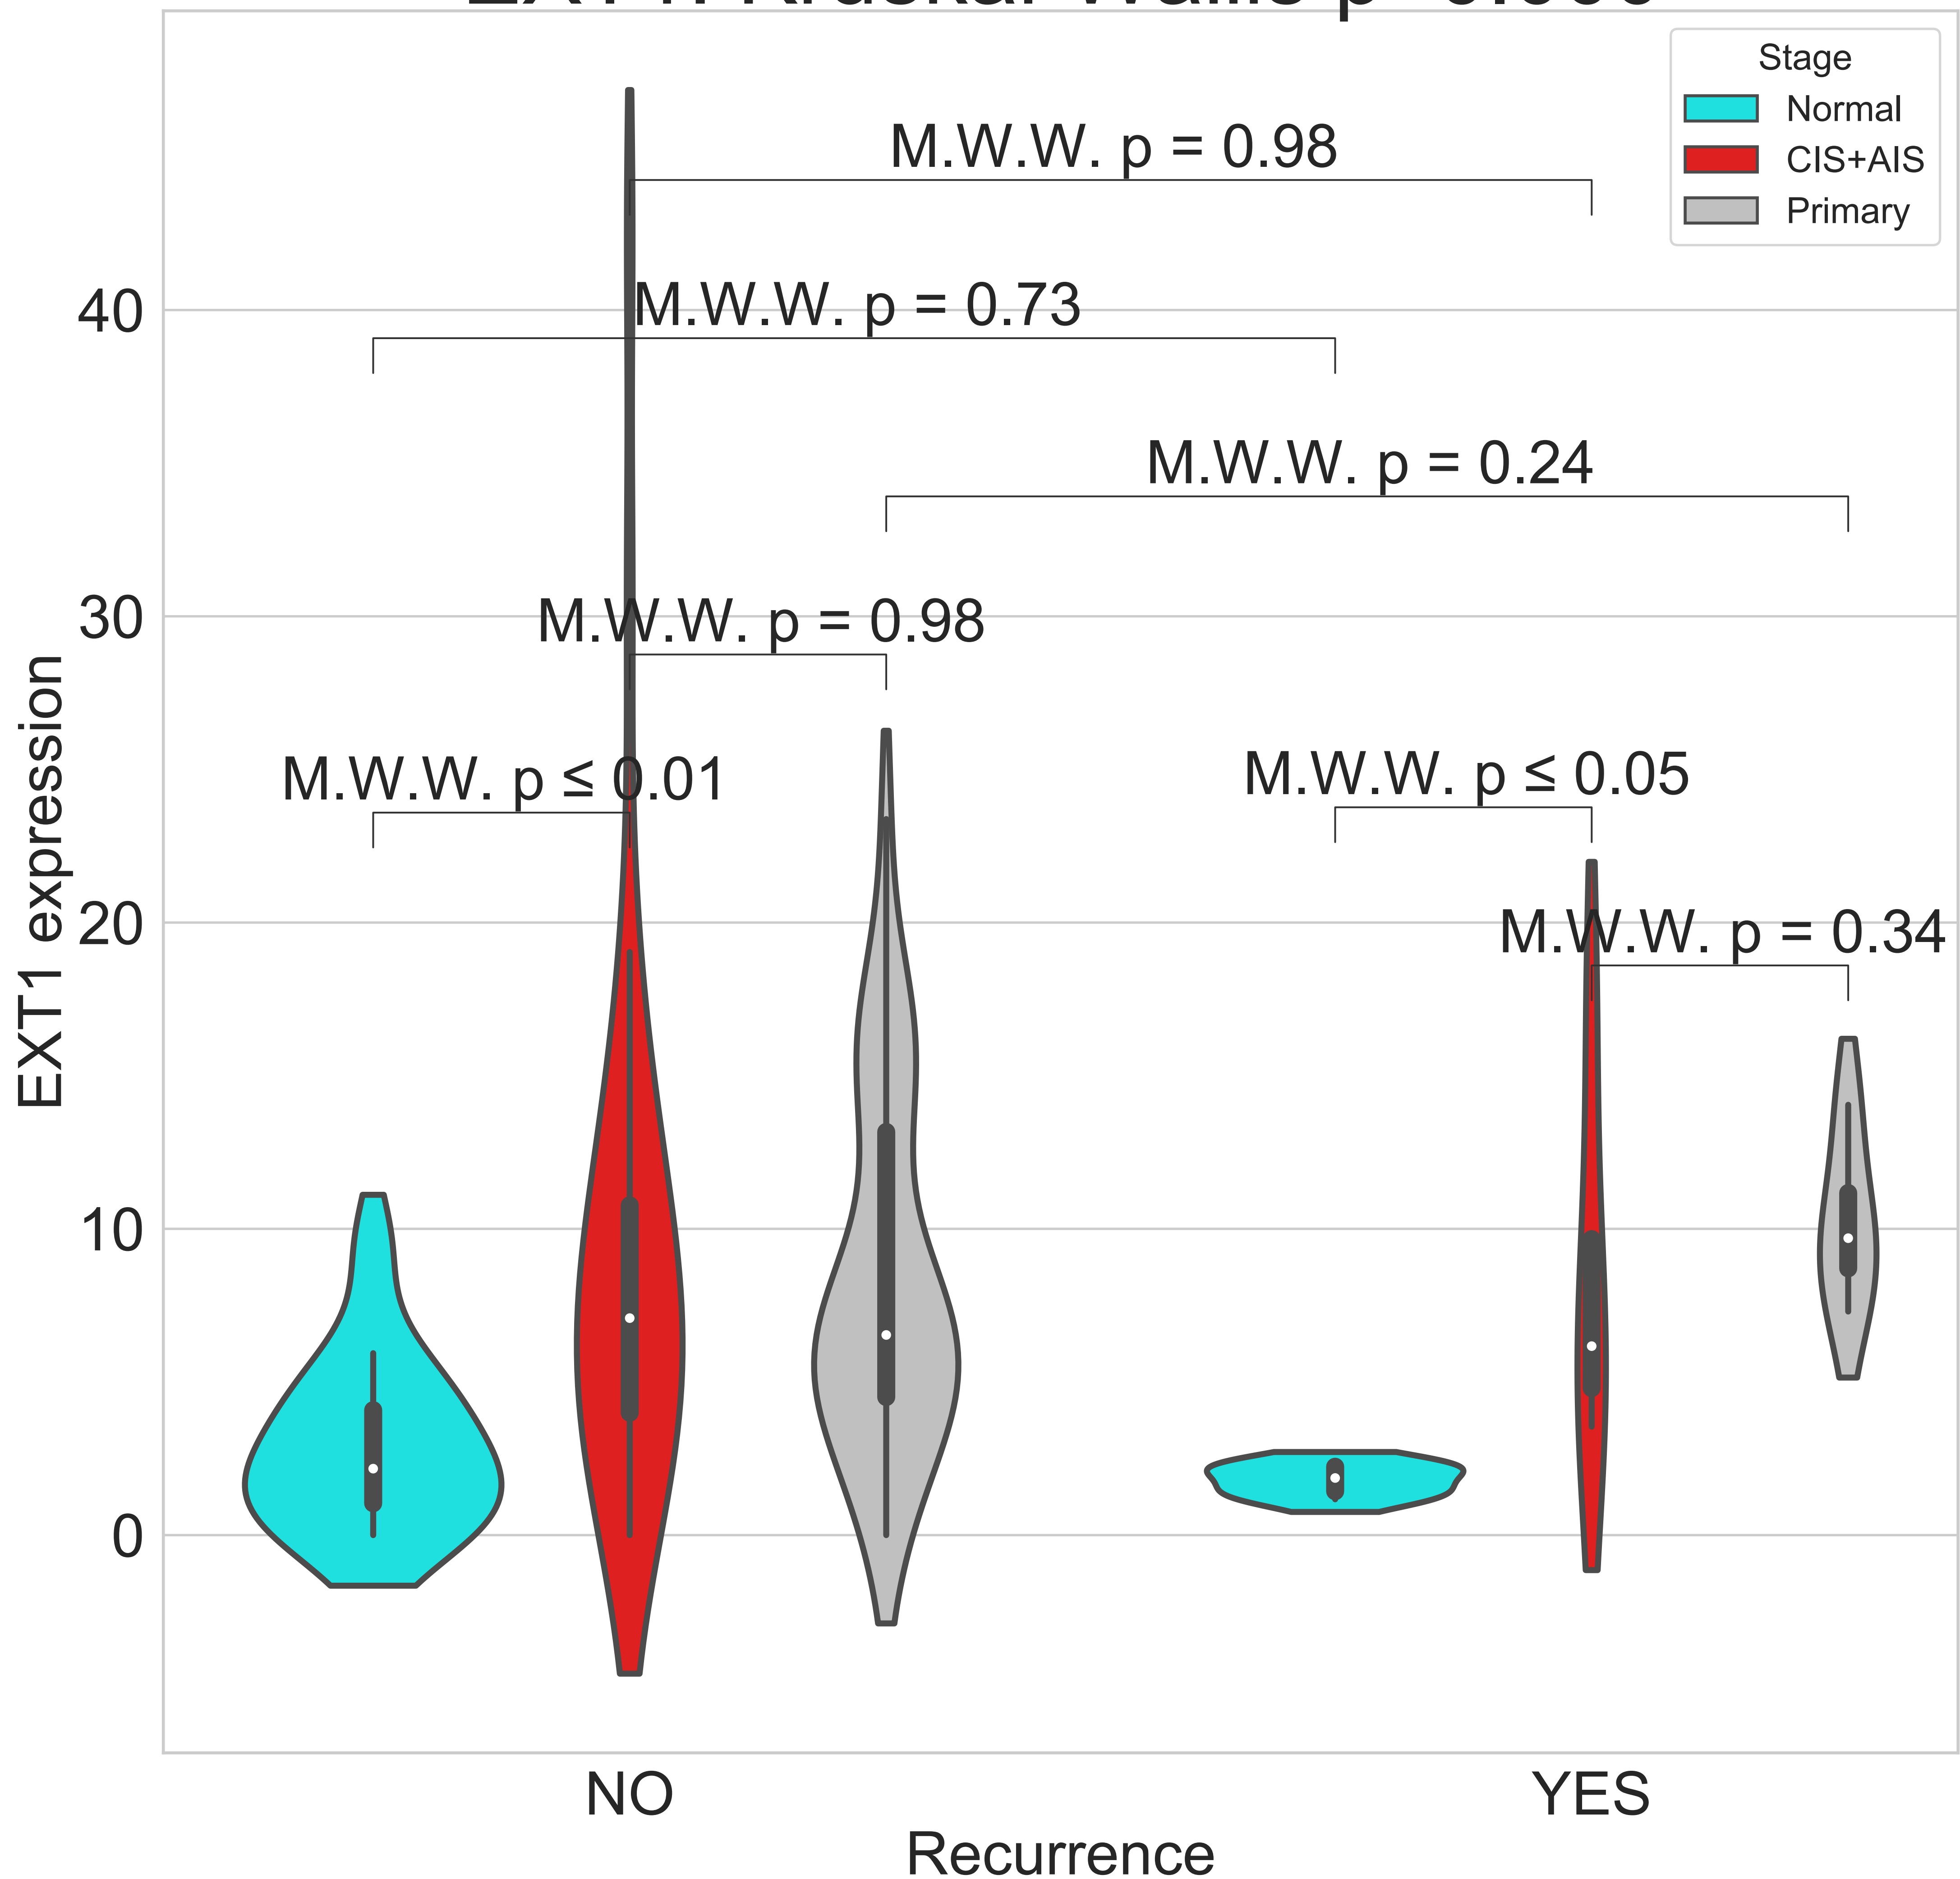 Stage
Normal
CIS+AIS
Primary
M.W.W. p = 0.98
M.W.W. p = 0.73
M.W.W. p = 0.24
M.W.W. p = 0.98
M.W.W. p ≤ 0.01
M.W.W. p ≤ 0.05
M.W.W. p = 0.34
EXT1 expression
40
30
20
10
0
NO
YES
Recurrence